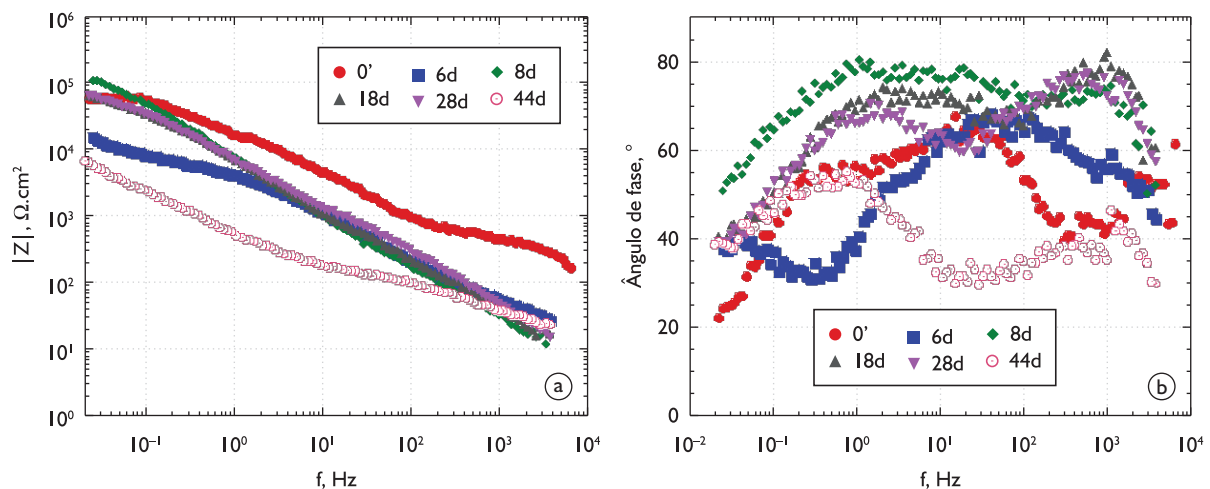 10⁶
10⁵
10⁴
10³
10²
10¹
10⁰
|Z|, Ω.cm²
0'
6d
8d
18d
28d
44d
a
10⁻¹
10⁰
10¹
10²
10³
10⁴
f, Hz
80
60
40
20
0
Ângulo de fase, °
0'
6d
8d
18d
28d
44d
b
10⁻²
10⁻¹
10⁰
10¹
10²
10³
10⁴
f, Hz